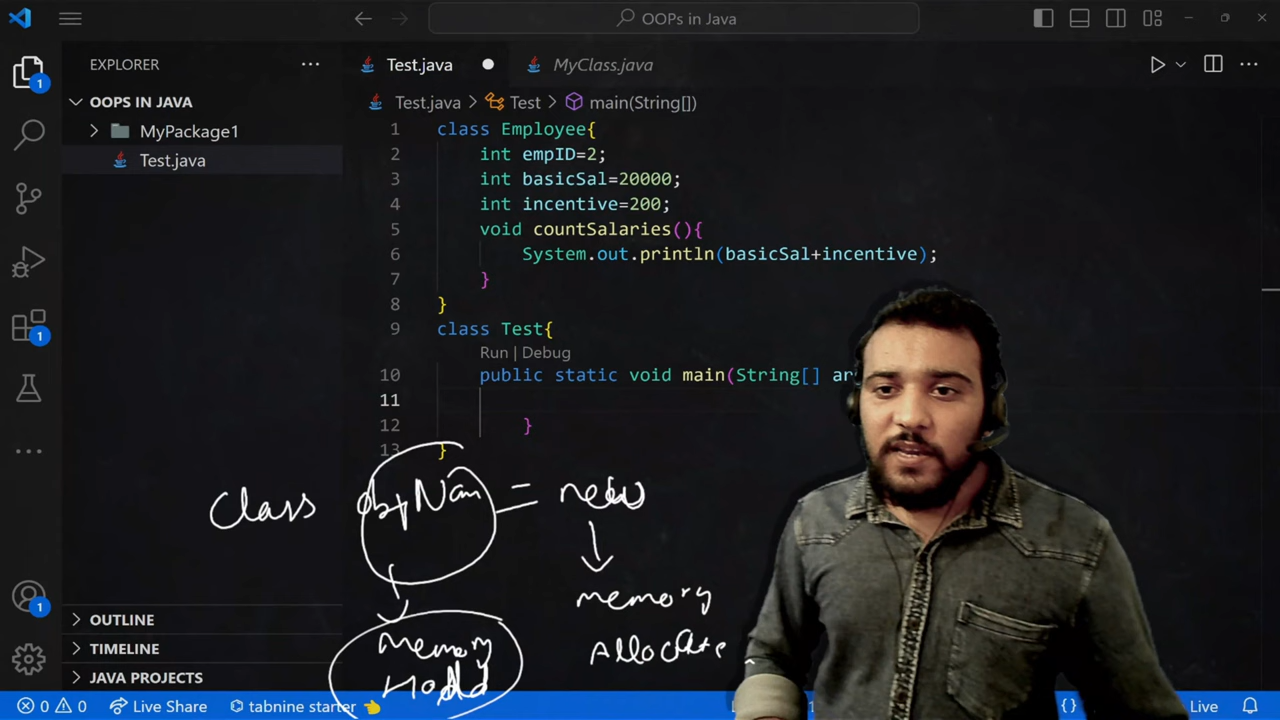 OOPs in Java
EXPLORER
Test.java
MyClass.java
1
OOPS IN JAVA
Test.java > Test > main(String[])
MyPackage1
Test.java
1 class Employee{
2 int empID=2;
3 int basicSal=20000;
4 int incentive=200;
5 void countSalaries(){
6 System.out.println(basicSal+incentive);
7 }
8 }
9 class Test{
Run | Debug
10 public static void main(String[] ar
11
12 }
13 }
1
class = new
memory
allocate
memory
1
OUTLINE
TIMELINE
JAVA PROJECTS
0 0 Live Share tabnine starter {} Live